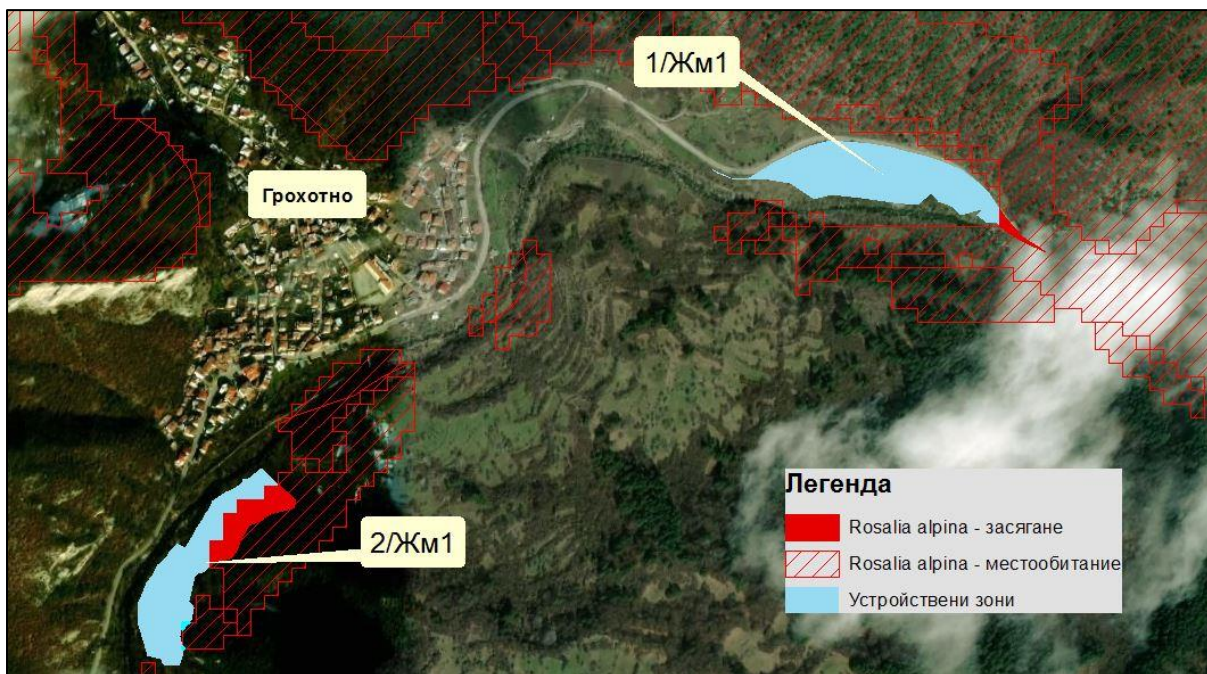 1/Жм1
Грохотно
2/Жм1
Легенда
Rosalia alpina - засягане
Rosalia alpina - местообитание
Устройствени зони